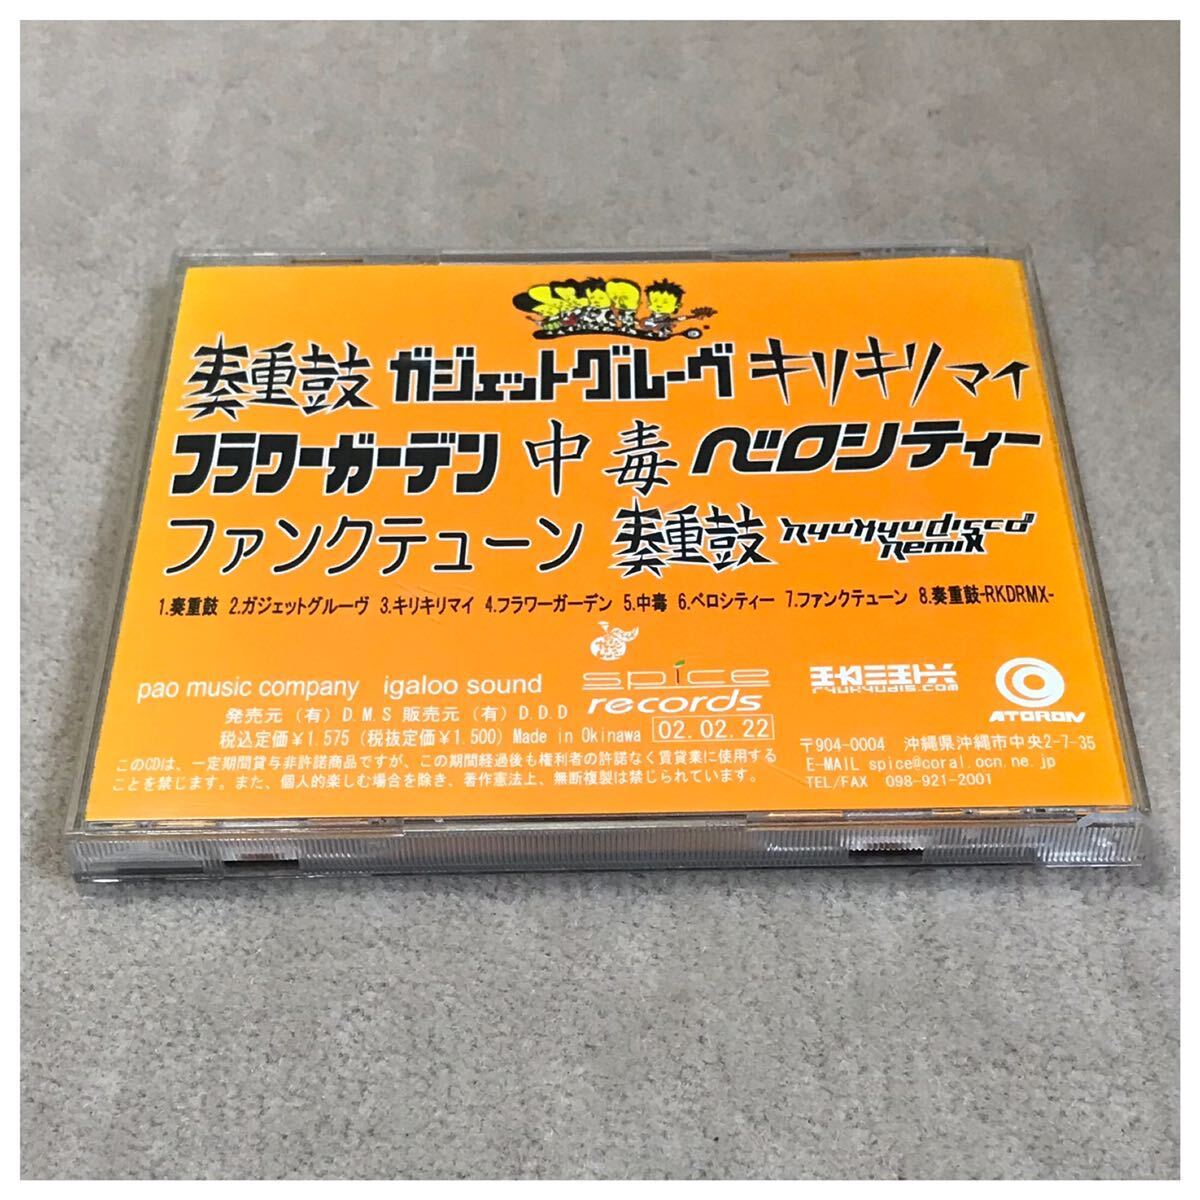 奏重鼓 ガジェットグルーヴ キリキリマイ
フラワーガーデン 中毒 ベロシティー
ファンクテューン 奏重鼓 RyuKyudisco Remix
1.奏重鼓 2.ガジェットグルーヴ 3.キリキリマイ 4.フラワーガーデン 5.中毒 6.ベロシティー 7.ファンクテューン 8.奏重鼓-RKDRMX-
pao music company igaloo sound
spice records
ryukyudis.com
ATORON
発売元 (有) D.M.S 販売元 (有) D.D.D
02.02.22
税込定価¥1.575 (税抜定価¥1.500) Made in Okinawa
このCDは、一定期間貸与非許諾商品ですが、この期間経過後も権利者の許諾なく賃貸業に使用する
ことを禁じます。また、個人的楽しむ場合を除き、著作憲法上、無断複製は禁じられています。
〒904-0004 沖縄県沖縄市中央2-7-35
E-MAIL spice@coral.ocn.ne.jp
TEL/FAX 098-921-2001